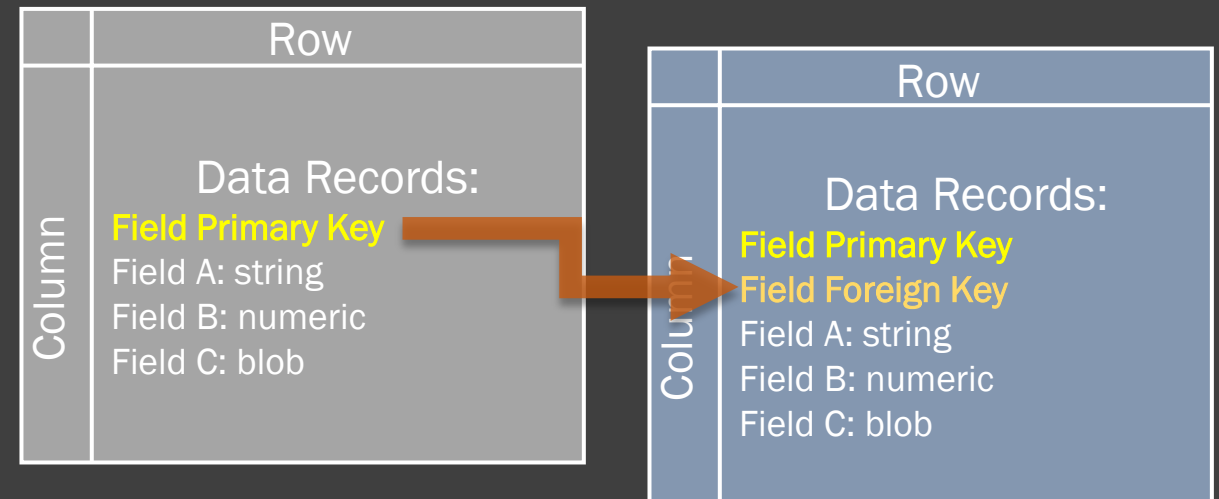 Row
Column
Data Records:
Field Primary Key
Field A: string
Field B: numeric
Field C: blob
Row
Column
Data Records:
Field Primary Key
Field Foreign Key
Field A: string
Field B: numeric
Field C: blob